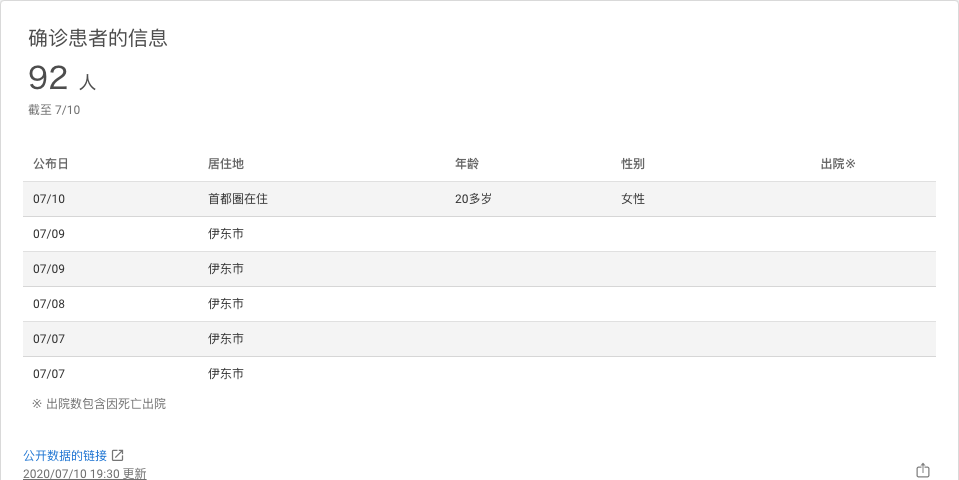 确诊患者的信息
92 人
截至 7/10
公布日 居住地 年龄 性别 出院※
07/10 首都圈在住 20多岁 女性
07/09 伊东市
07/09 伊东市
07/08 伊东市
07/07 伊东市
07/07 伊东市
※ 出院数包含因死亡出院
公开数据的链接
2020/07/10 19:30 更新